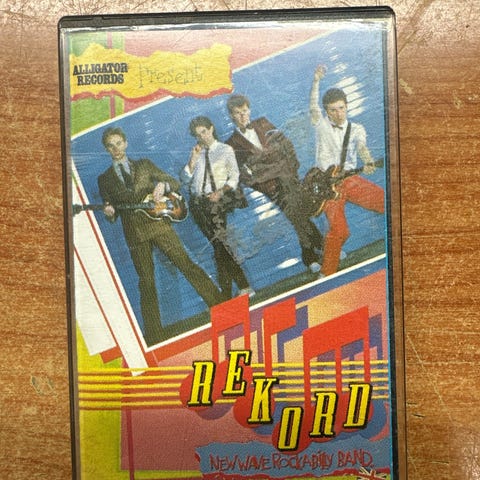 ALLIGATOR
RECORDS
Present
REKORD
NEW WAVE ROCKABILLY BAND